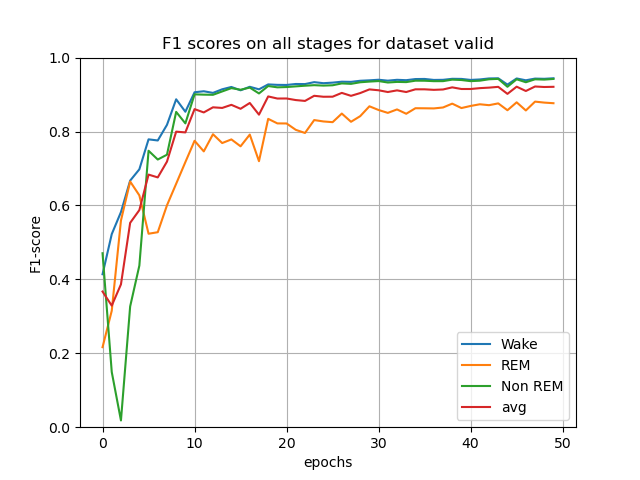 F1 scores on all stages for dataset valid
1.0
0.8
0.6
0.4
0.2
0.0
F1-score
0 10 20 30 40 50
epochs
Wake
REM
Non REM
avg